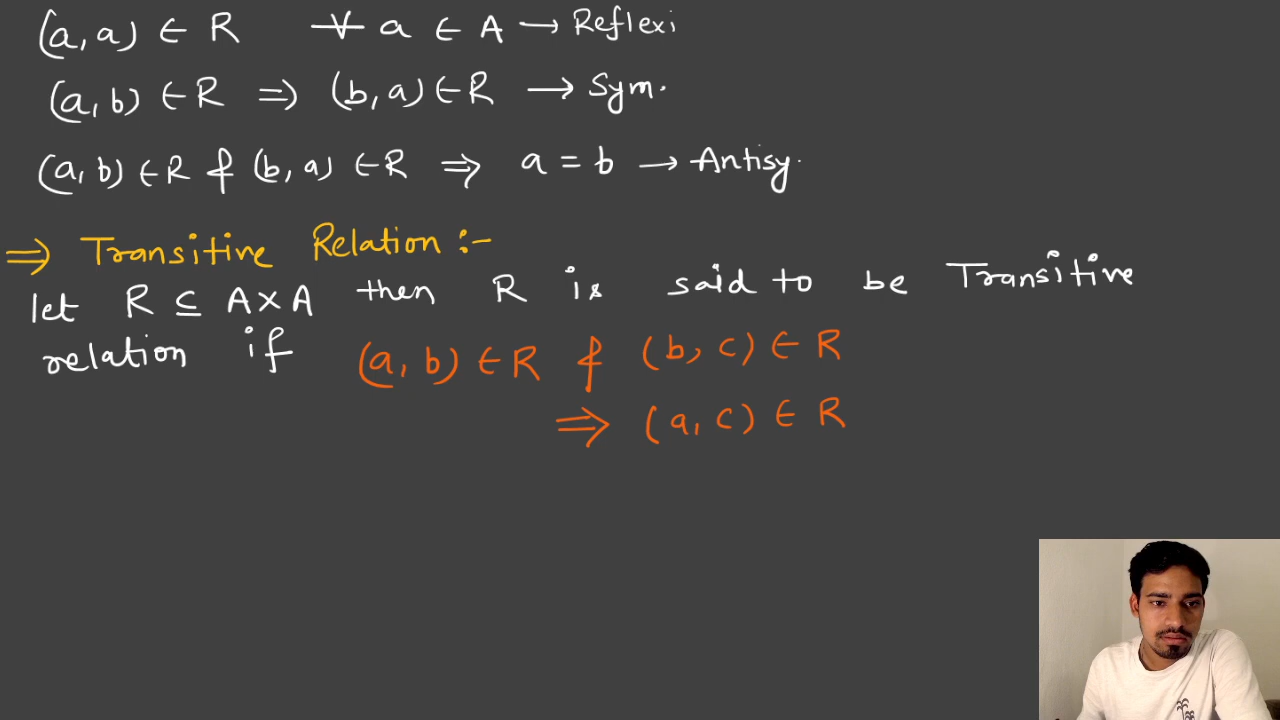 (a, a) ∈ R ∀ a ∈ A → Reflexi
(a, b) ∈ R ⇒ (b, a) ∈ R → Sym.
(a, b) ∈ R & (b, a) ∈ R ⇒ a = b → Antisy.
⇒ Transitive Relation :-
let R ⊆ A × A then R is said to be Transitive
relation if (a, b) ∈ R & (b, c) ∈ R
⇒ (a, c) ∈ R